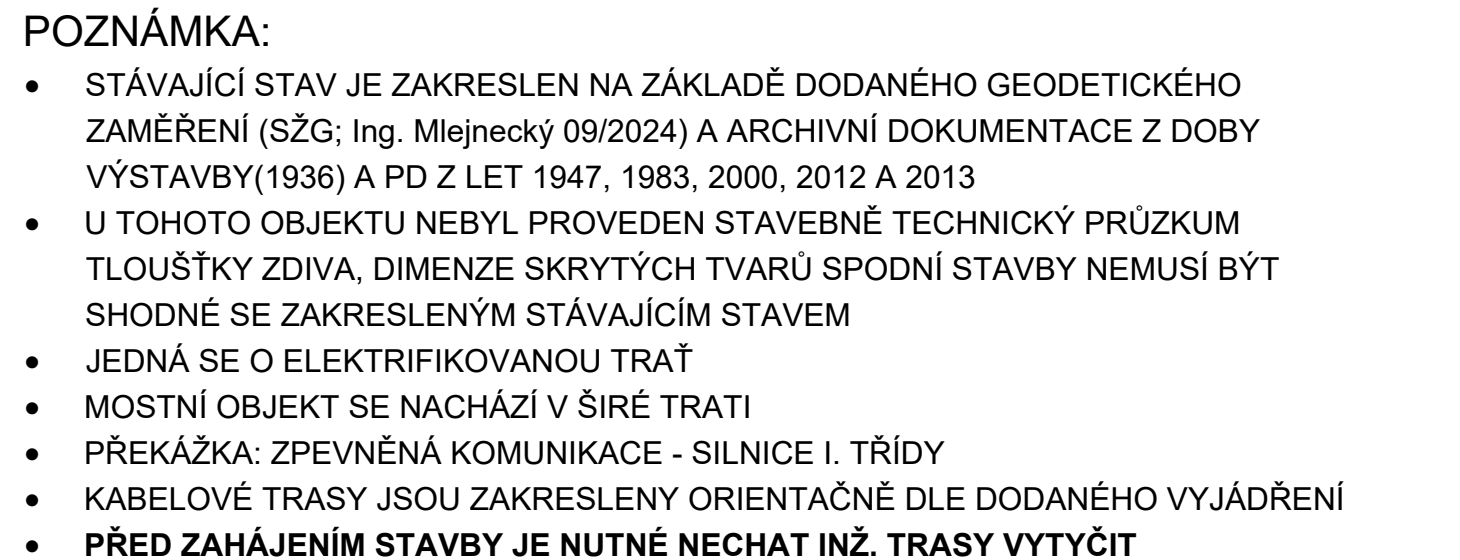 POZNÁMKA:
• STÁVAJÍCÍ STAV JE ZAKRESLEN NA ZÁKLADĚ DODANÉHO GEODETICKÉHO
ZAMĚŘENÍ (SŽG; Ing. Mlejnecký 09/2024) A ARCHIVNÍ DOKUMENTACE Z DOBY
VÝSTAVBY(1936) A PD Z LET 1947, 1983, 2000, 2012 A 2013
• U TOHOTO OBJEKTU NEBYL PROVEDEN STAVEBNĚ TECHNICKÝ PRŮZKUM
TLOUŠŤKY ZDIVA, DIMENZE SKRYTÝCH TVARŮ SPODNÍ STAVBY NEMUSÍ BÝT
SHODNÉ SE ZAKRESLENÝM STÁVAJÍCÍM STAVEM
• JEDNÁ SE O ELEKTRIFIKOVANOU TRAŤ
• MOSTNÍ OBJEKT SE NACHÁZÍ V ŠIRÉ TRATI
• PŘEKÁŽKA: ZPEVNĚNÁ KOMUNIKACE - SILNICE I. TŘÍDY
• KABELOVÉ TRASY JSOU ZAKRESLENY ORIENTAČNĚ DLE DODANÉHO VYJÁDŘENÍ
• PŘED ZAHÁJENÍM STAVBY JE NUTNÉ NECHAT INŽ. TRASY VYTYČIT